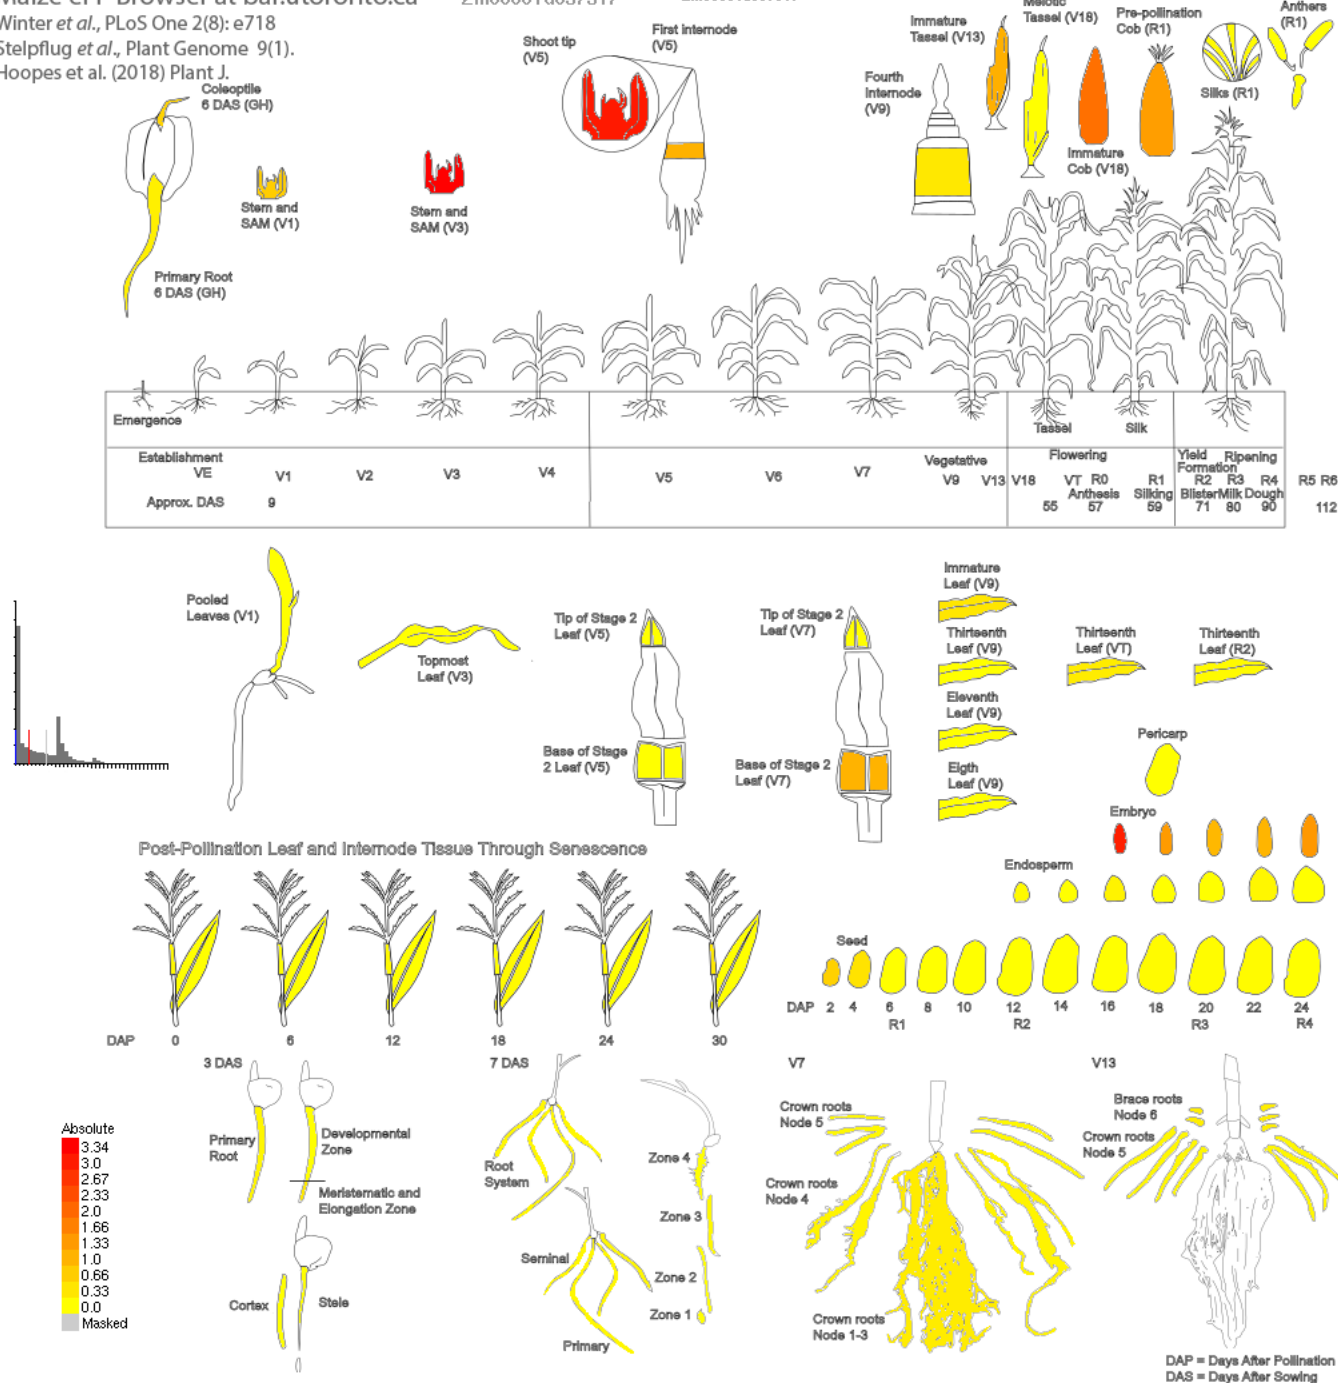 Maize eFP Browser at bar.utoronto.ca
Winter et al., PLoS One 2(8): e718
Stelpflug et al., Plant Genome 9(1).
Hoopes et al. (2018) Plant J.
Coleoptile
6 DAS (GH)
Primary Root
6 DAS (GH)
Stem and
SAM (V1)
Stem and
SAM (V3)
Shoot tip
(V5)
First internode
(V5)
Fourth
Internode
(V9)
Immature
Tassel (V13)
Meiotic
Tassel (V18)
Immature
Cob (V18)
Pre-pollination
Cob (R1)
Silks (R1)
Anthers
(R1)
Emergence
Tassel
Silk
Establishment
Vegetative
Flowering
Yield
Formation
Ripening
VE
V1
V2
V3
V4
V5
V6
V7
V9
V13
V18
VT
R0
Anthesis
R1
Silking
R2
Blister
R3
Milk
R4
Dough
R5 R6
Approx. DAS
9
55
57
59
71
80
90
112
Pooled
Leaves (V1)
Topmost
Leaf (V3)
Tip of Stage 2
Leaf (V5)
Base of Stage
2 Leaf (V5)
Tip of Stage 2
Leaf (V7)
Base of Stage 2
Leaf (V7)
Immature
Leaf (V9)
Thirteenth
Leaf (V9)
Thirteenth
Leaf (VT)
Thirteenth
Leaf (R2)
Eleventh
Leaf (V9)
Eigth
Leaf (V9)
Pericarp
Embryo
Endosperm
Seed
DAP 2 4 6 8 10 12 14 16 18 20 22 24
R1 R2 R3 R4
Post-Pollination Leaf and Internode Tissue Through Senescence
DAP 0 6 12 18 24 30
3 DAS
Primary
Root
Developmental
Zone
Meristematic and
Elongation Zone
Cortex
Stele
7 DAS
Root
System
Seminal
Primary
Zone 4
Zone 3
Zone 2
Zone 1
V7
Crown roots
Node 5
Crown roots
Node 4
Crown roots
Node 1-3
V13
Brace roots
Node 6
Crown roots
Node 5
Absolute
3.34
3.0
2.67
2.33
2.0
1.66
1.33
1.0
0.66
0.33
0.0
Masked
DAP = Days After Pollination
DAS = Days After Sowing